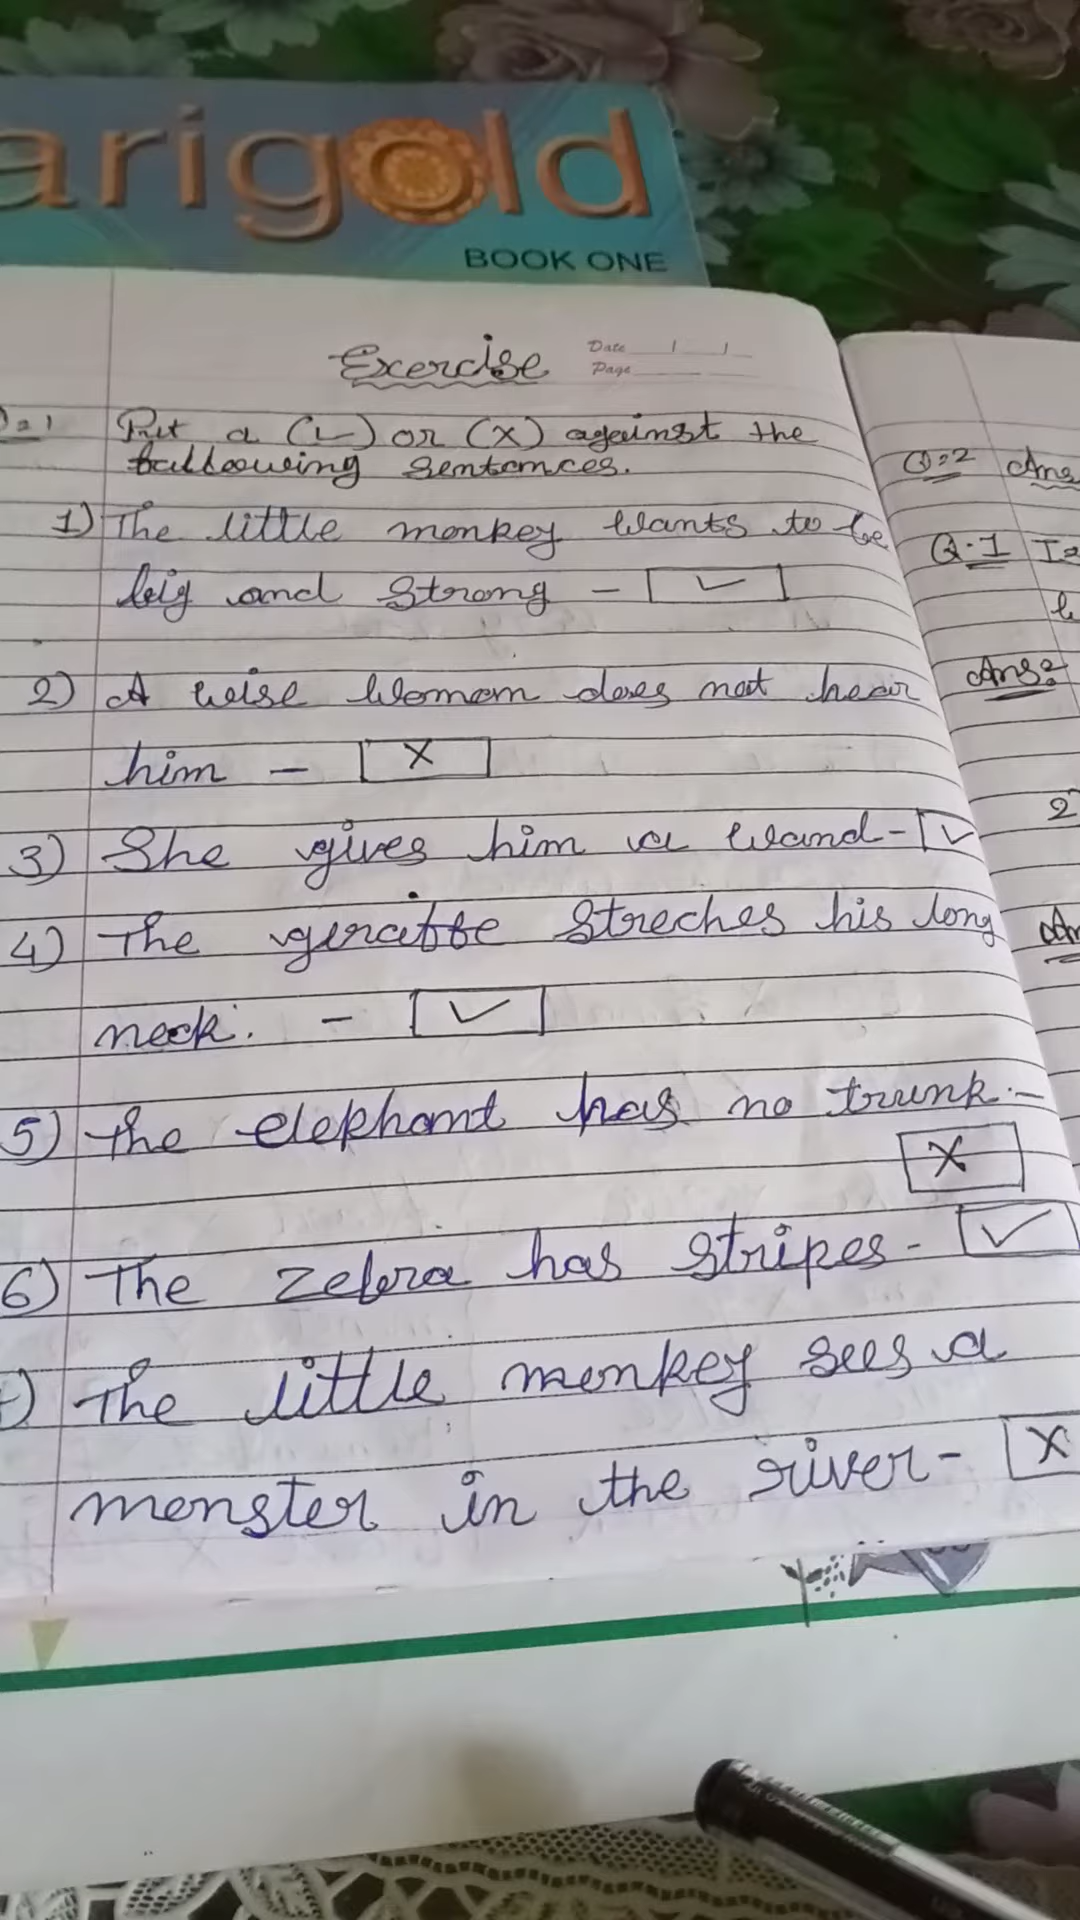 arigold
BOOK ONE
Exercise
Date
Page
Q=1 Put a (✓) or (X) against the
following sentences.
1) The little monkey wants to be
big and strong - ✓
2) A wise women does not hear
him - X
3) She gives him a wand - ✓
4) The giraffe streches his long
neck. - ✓
5) The elephant has no trunk. -
X
6) The zebra has stripes - ✓
) The little monkey sees a
monster in the river - X
Q=2 Ans
Q.1 I
Ans
2